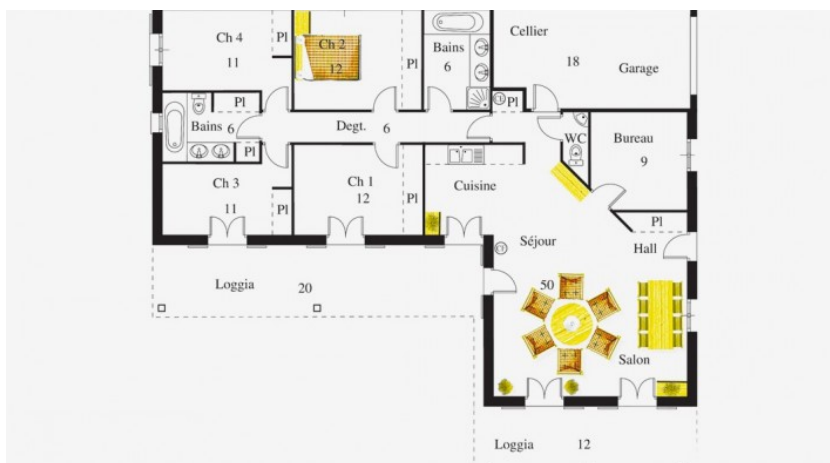 Ch 4
11
Pl
Ch 2
12
Pl
Bains
6
Cellier
18
Garage
Pl
Pl
Bains 6
Pl
Degt. 6
WC
Bureau
9
Ch 3
11
Pl
Ch 1
12
Pl
Cuisine
Pl
Hall
Séjour
50
Loggia 20
Salon
Loggia 12